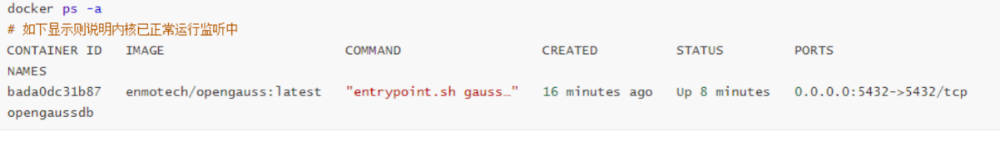 docker ps -a
# 如下显示则说明内核已正常运行监听中
CONTAINER ID   IMAGE                       COMMAND                  CREATED          STATUS         PORTS
NAMES
bada0dc31b87   enmotech/opengauss:latest   "entrypoint.sh gauss…"   16 minutes ago   Up 8 minutes   0.0.0.0:5432->5432/tcp
opengaussdb